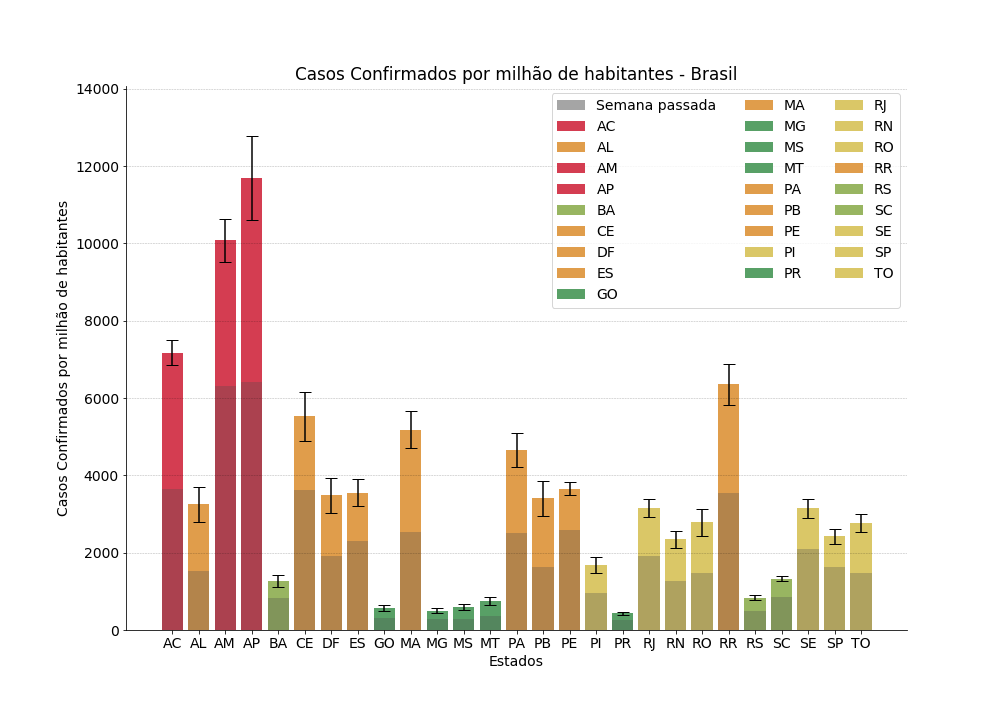 Casos Confirmados por milhão de habitantes - Brasil
14000
12000
10000
8000
6000
4000
2000
0
Casos Confirmados por milhão de habitantes
Semana passada
AC
AL
AM
AP
BA
CE
DF
ES
GO
MA
MG
MS
MT
PA
PB
PE
PI
PR
RJ
RN
RO
RR
RS
SC
SE
SP
TO
AC AL AM AP BA CE DF ES GO MA MG MS MT PA PB PE PI PR RJ RN RO RR RS SC SE SP TO
Estados